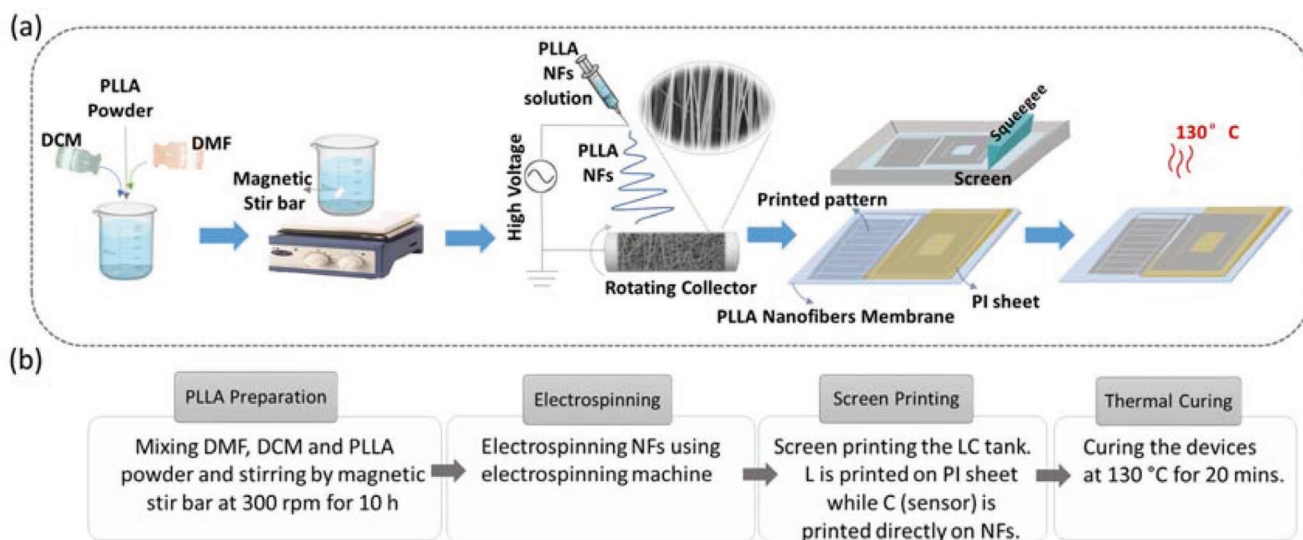 (a)
PLLA
Powder
DCM
DMF
Magnetic
Stir bar
PLLA
NFs
solution
PLLA
NFs
High Voltage
Rotating Collector
Squeegee
Screen
Printed pattern
PI sheet
PLLA Nanofibers Membrane
130° C
(b)
PLLA Preparation
Mixing DMF, DCM and PLLA
powder and stirring by magnetic
stir bar at 300 rpm for 10 h
Electrospinning
Electrospinning NFs using
electrospinning machine
Screen Printing
Screen printing the LC tank.
L is printed on PI sheet
while C (sensor) is
printed directly on NFs.
Thermal Curing
Curing the devices
at 130 °C for 20 mins.